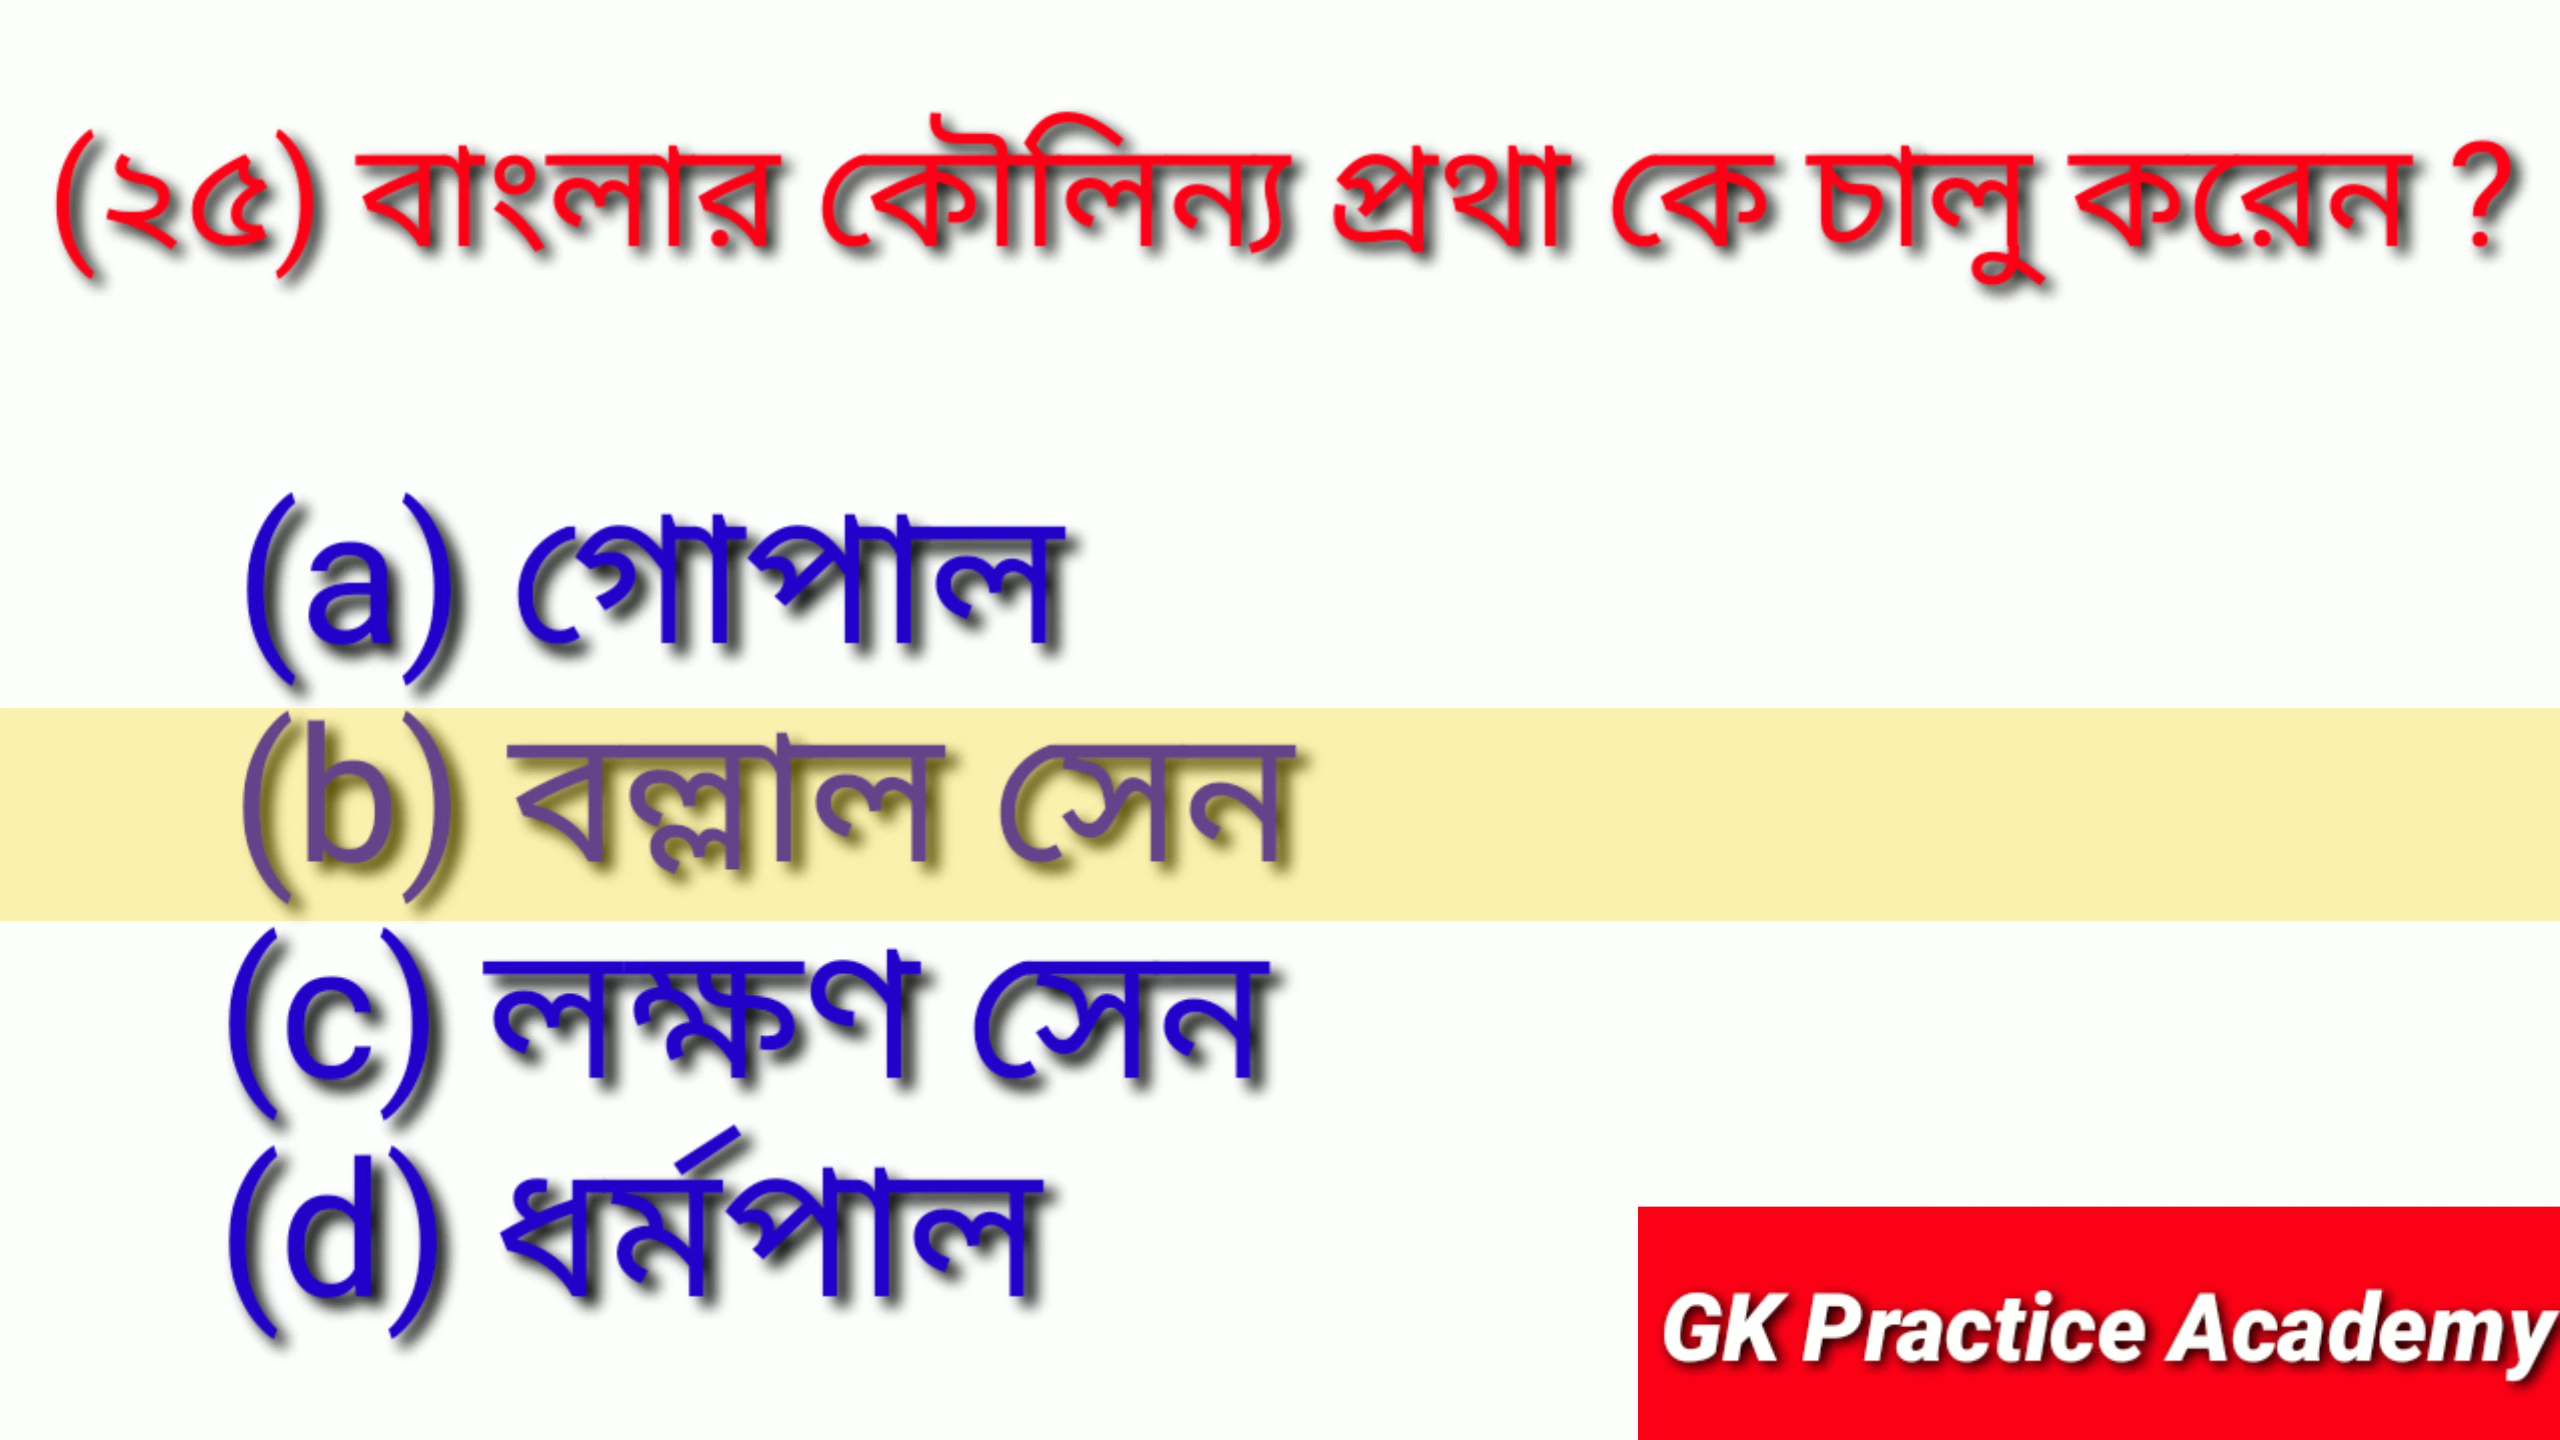 (২৫) বাংলার কৌলিন্য প্রথা কে চালু করেন ?
(a) গোপাল
(b) বল্লাল সেন
(c) লক্ষণ সেন
(d) ধর্মপাল
GK Practice Academy